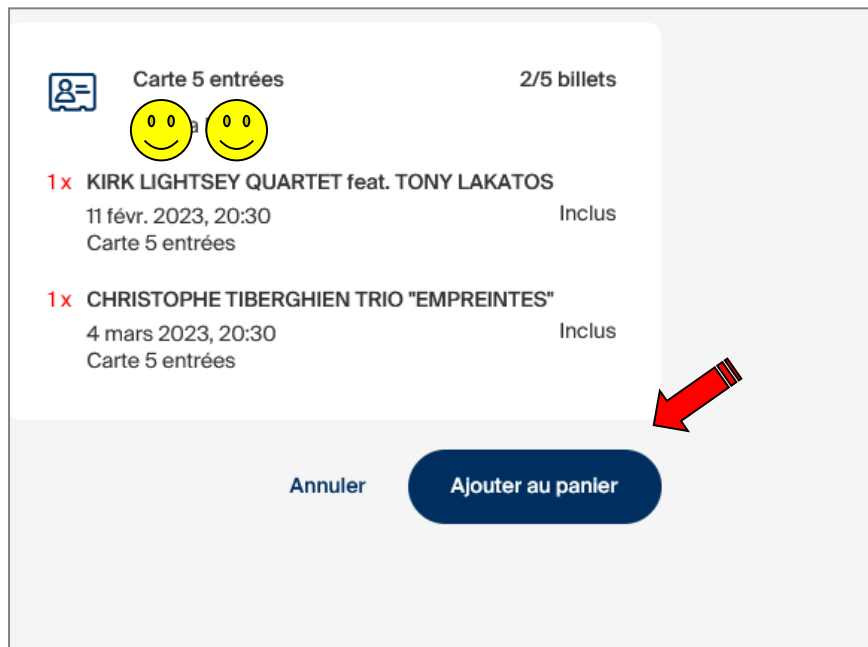 Carte 5 entrées 2/5 billets
1 x KIRK LIGHTSEY QUARTET feat. TONY LAKATOS
11 févr. 2023, 20:30 Inclus
Carte 5 entrées
1 x CHRISTOPHE TIBERGHIEN TRIO "EMPREINTES"
4 mars 2023, 20:30 Inclus
Carte 5 entrées
Annuler Ajouter au panier